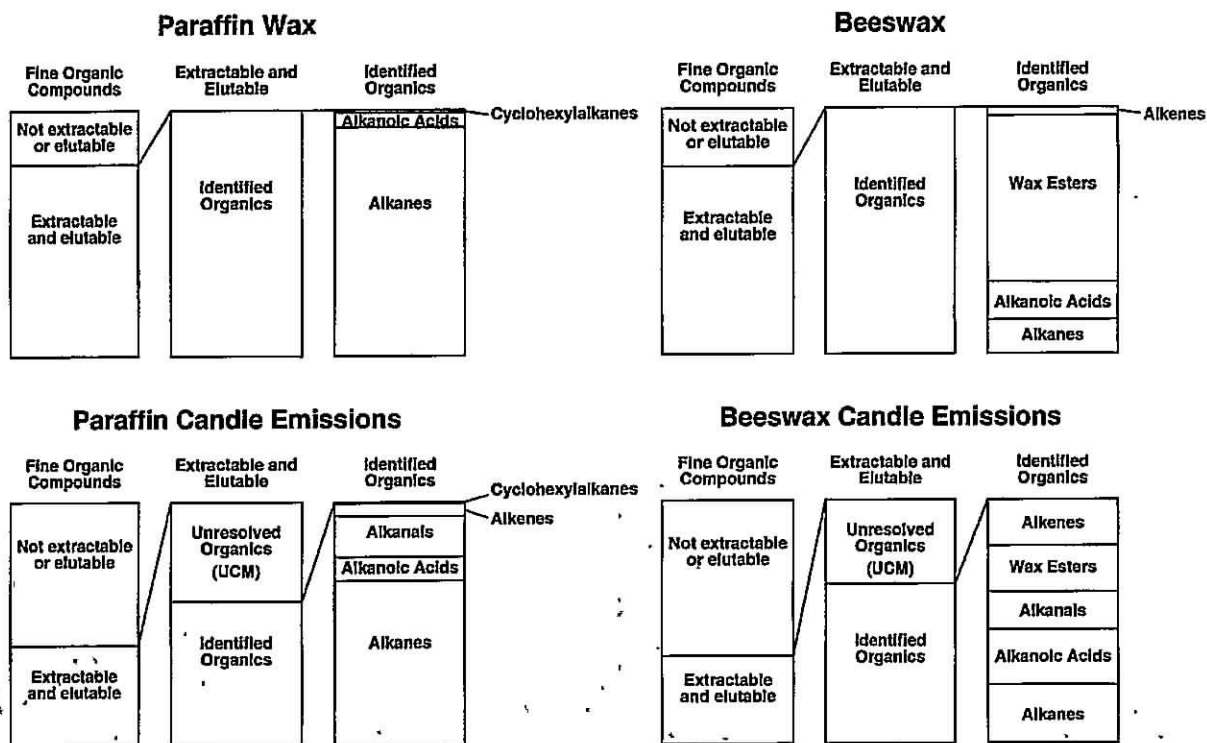 Paraffin Wax
Fine Organic
Compounds
Extractable and
Elutable
Identified
Organics
Not extractable
or elutable
Extractable
and elutable
Identified
Organics
Cyclohexylalkanes
Alkanoic Acids
Alkanes
Beeswax
Fine Organic
Compounds
Extractable and
Elutable
Identified
Organics
Not extractable
or elutable
Extractable
and elutable
Identified
Organics
Alkenes
Wax Esters
Alkanoic Acids
Alkanes
Paraffin Candle Emissions
Fine Organic
Compounds
Extractable and
Elutable
Identified
Organics
Not extractable
or elutable
Extractable
and elutable
Unresolved
Organics
(UCM)
Identified
Organics
Cyclohexylalkanes
Alkenes
Alkanals
Alkanoic Acids
Alkanes
Beeswax Candle Emissions
Fine Organic
Compounds
Extractable and
Elutable
Identified
Organics
Not extractable
or elutable
Extractable
and elutable
Unresolved
Organics
(UCM)
Identified
Organics
Alkenes
Wax Esters
Alkanals
Alkanoic Acids
Alkanes